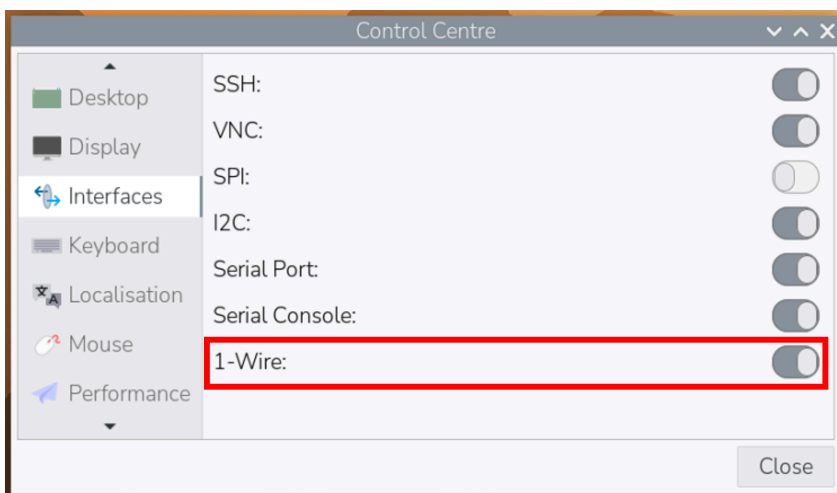 Control Centre
Desktop
Display
Interfaces
Keyboard
Localisation
Mouse
Performance
SSH:
VNC:
SPI:
I2C:
Serial Port:
Serial Console:
1-Wire:
Close